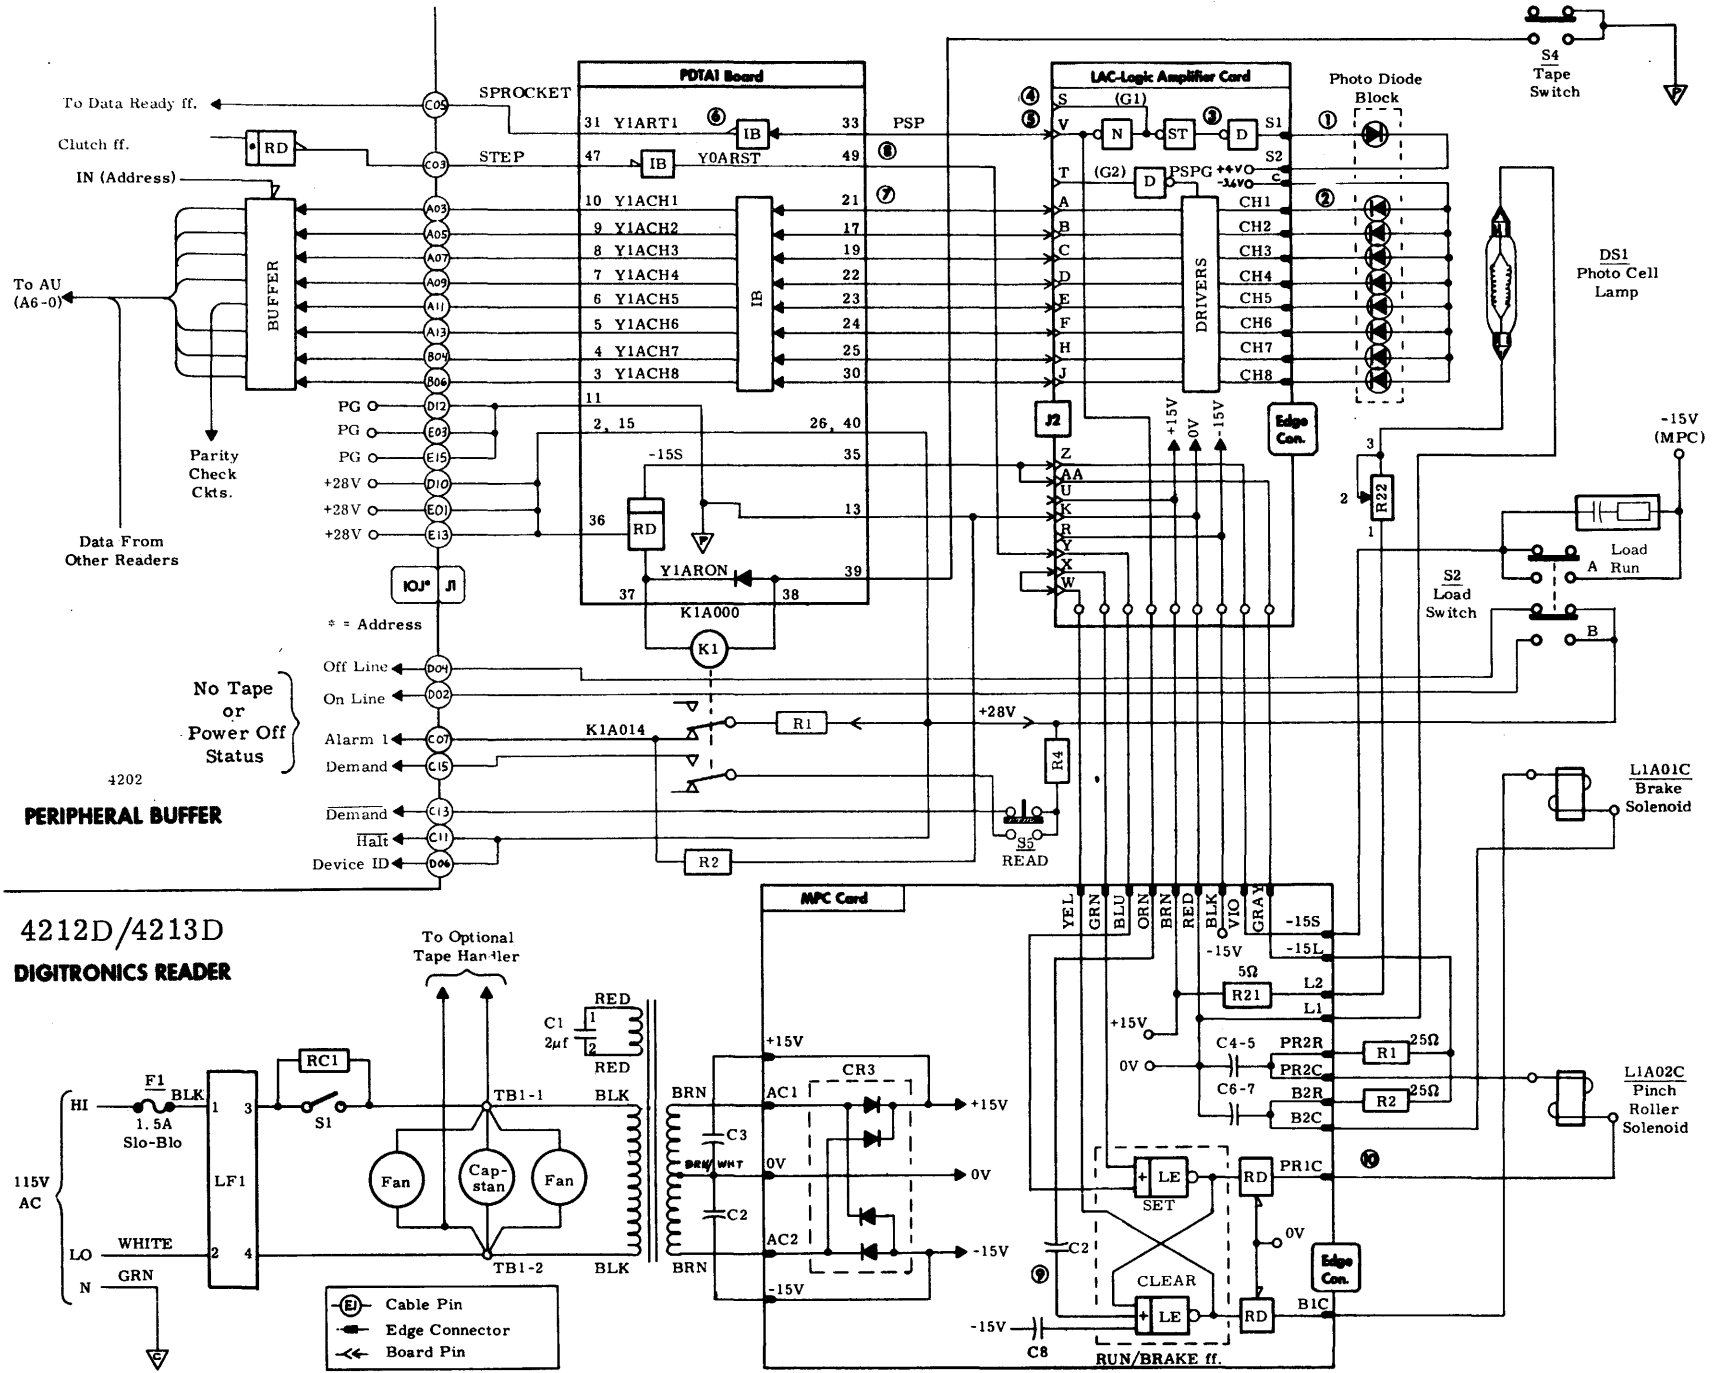 S4
Tape
Switch
P
PDTA1 Board
LAC-Logic Amplifier Card
Photo Diode
Block
To Data Ready ff.
C05
SPROCKET
31 Y1ART1
6
IB
33
PSP
4
5
S
(G1)
V
N
ST
3
D
S1
1
Clutch ff.
* RD
C03
STEP
47
IB
Y0ARST
49
8
S2
+4V
C
IN (Address)
T
(G2)
D
PSPG
7
2
A03
10 Y1ACH1
21
A
CH1
A05
9 Y1ACH2
17
B
CH2
A07
8 Y1ACH3
19
C
CH3
A09
7 Y1ACH4
22
D
CH4
A11
6 Y1ACH5
23
E
CH5
A13
5 Y1ACH6
24
F
CH6
B04
4 Y1ACH7
25
H
CH7
B06
3 Y1ACH8
30
J
CH8
To AU
(A6-0)
BUFFER
IB
DRIVERS
DS1
Photo Cell
Lamp
PG
D12
11
PG
E03
2, 15
26, 40
PG
E15
-15S
35
+28V
D10
+28V
E01
36
RD
13
+28V
E13
P
Y1ARON
39
37
38
K1A000
K1
Parity
Check
Ckts.
Data From
Other Readers
IOJ*
J1
* = Address
J2
+15V
0V
-15V
Edge
Con.
Z
AA
U
K
R
Y
X
W
-15V
(MPC)
3
2
R22
1
Load
A
Run
S2
Load
Switch
B
No Tape
or
Power Off
Status
Off Line
D04
On Line
D02
Alarm 1
C07
K1A014
Demand
C15
Demand
C13
Halt
C11
Device ID
D06
R1
+28V
R4
S5
READ
R2
4202
PERIPHERAL BUFFER
L1A01C
Brake
Solenoid
4212D/4213D
DIGITRONICS READER
To Optional
Tape Handler
MPC Card
YEL
GRN
BLU
ORN
BRN
RED
BLK
VIO
GRAY
-15V
-15S
-15L
5Ω
R21
L2
L1
+15V
0V
C4-5
PR2R
R1
25Ω
PR2C
C6-7
B2R
R2
25Ω
B2C
L1A02C
Pinch
Roller
Solenoid
RED
C1
2μf
1
2
RED
RC1
F1
BLK
HI
1.5A
Slo-Blo
1
3
S1
TB1-1
BLK
BRN
+15V
AC1
CR3
+15V
C3
BRN/WHT
0V
0V
C2
115V
AC
LF1
Fan
Cap-
stan
Fan
LO
WHITE
2
4
TB1-2
BLK
BRN
AC2
-15V
-15V
N
GRN
C
E1
Cable Pin
Edge Connector
Board Pin
+
LE
SET
RD
PR1C
10
0V
C2
9
CLEAR
+
LE
RD
B1C
Edge
Con.
-15V
C8
RUN/BRAKE ff.